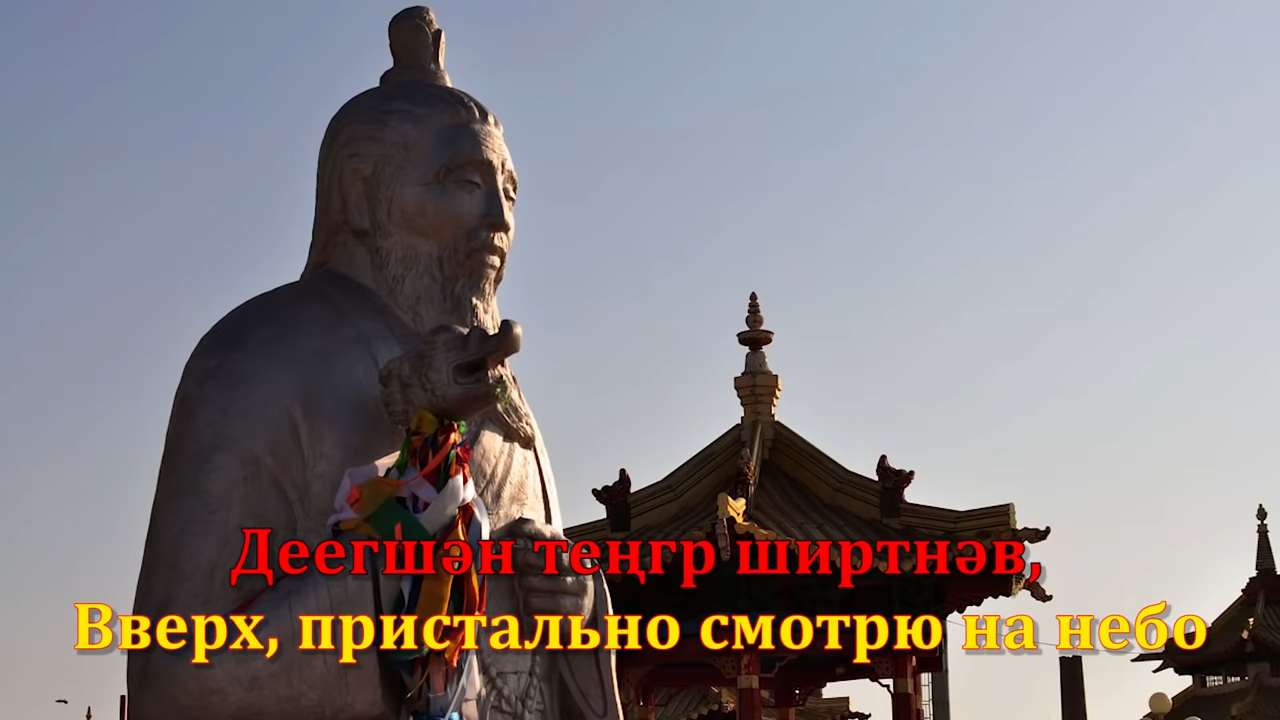 Деегшән теңгр ширтнәв,
Вверх, пристально смотрю на небо